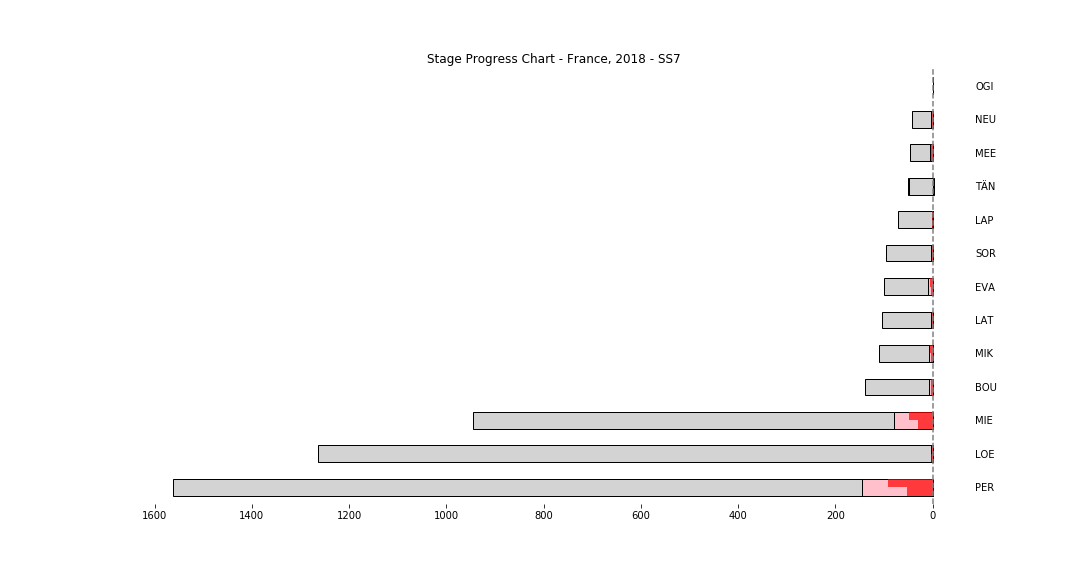 Stage Progress Chart - France, 2018 - SS7
OGI
NEU
MEE
TÄN
LAP
SOR
EVA
LAT
MIK
BOU
MIE
LOE
PER
1600 1400 1200 1000 800 600 400 200 0